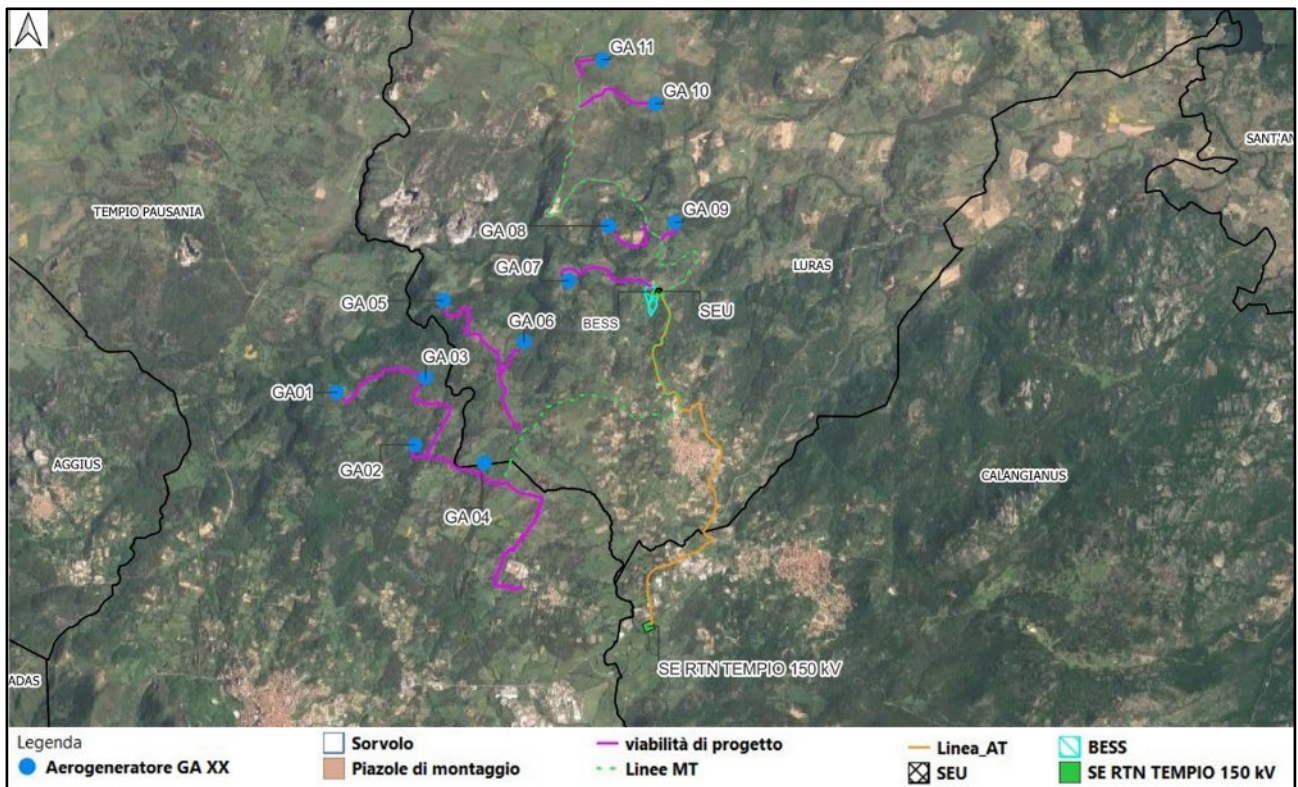 GA 11
GA 10
SANT'AN
TEMPIO PAUSANIA
GA 08
GA 09
LURAS
GA 07
GA 05
BESS
SEU
GA 06
GA 03
GA01
GA02
AGGIUS
CALANGIANUS
GA 04
SE RTN TEMPIO 150 kV
ADAS
Legenda
Aerogeneratore GA XX
Sorvolo
Piazole di montaggio
viabilità di progetto
Linee MT
Linea_AT
SEU
BESS
SE RTN TEMPIO 150 kV